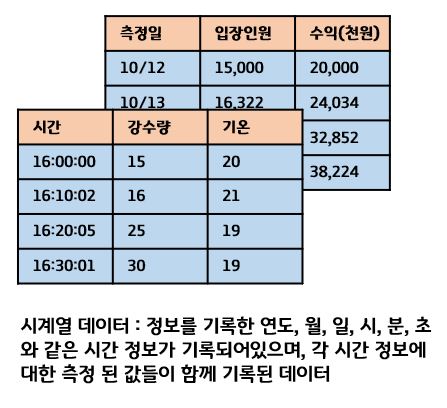 측정일 입장인원 수익(천원)
10/12 15,000 20,000
10/13 16,322 24,034
32,852
38,224
시간 강수량 기온
16:00:00 15 20
16:10:02 16 21
16:20:05 25 19
16:30:01 30 19
시계열 데이터 : 정보를 기록한 연도, 월, 일, 시, 분, 초
와 같은 시간 정보가 기록되어있으며, 각 시간 정보에
대한 측정 된 값들이 함께 기록된 데이터